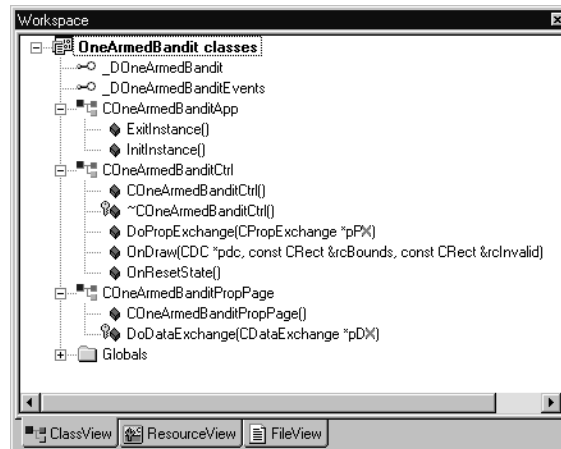 Workspace
OneArmedBandit classes
_DOneArmedBandit
_DOneArmedBanditEvents
COneArmedBanditApp
ExitInstance()
InitInstance()
COneArmedBanditCtrl
COneArmedBanditCtrl()
~COneArmedBanditCtrl()
DoPropExchange(CPropExchange *pPX)
OnDraw(CDC *pdc, const CRect &rcBounds, const CRect &rcInvalid)
OnResetState()
COneArmedBanditPropPage
COneArmedBanditPropPage()
DoDataExchange(CDataExchange *pDX)
Globals
ClassView ResourceView FileView